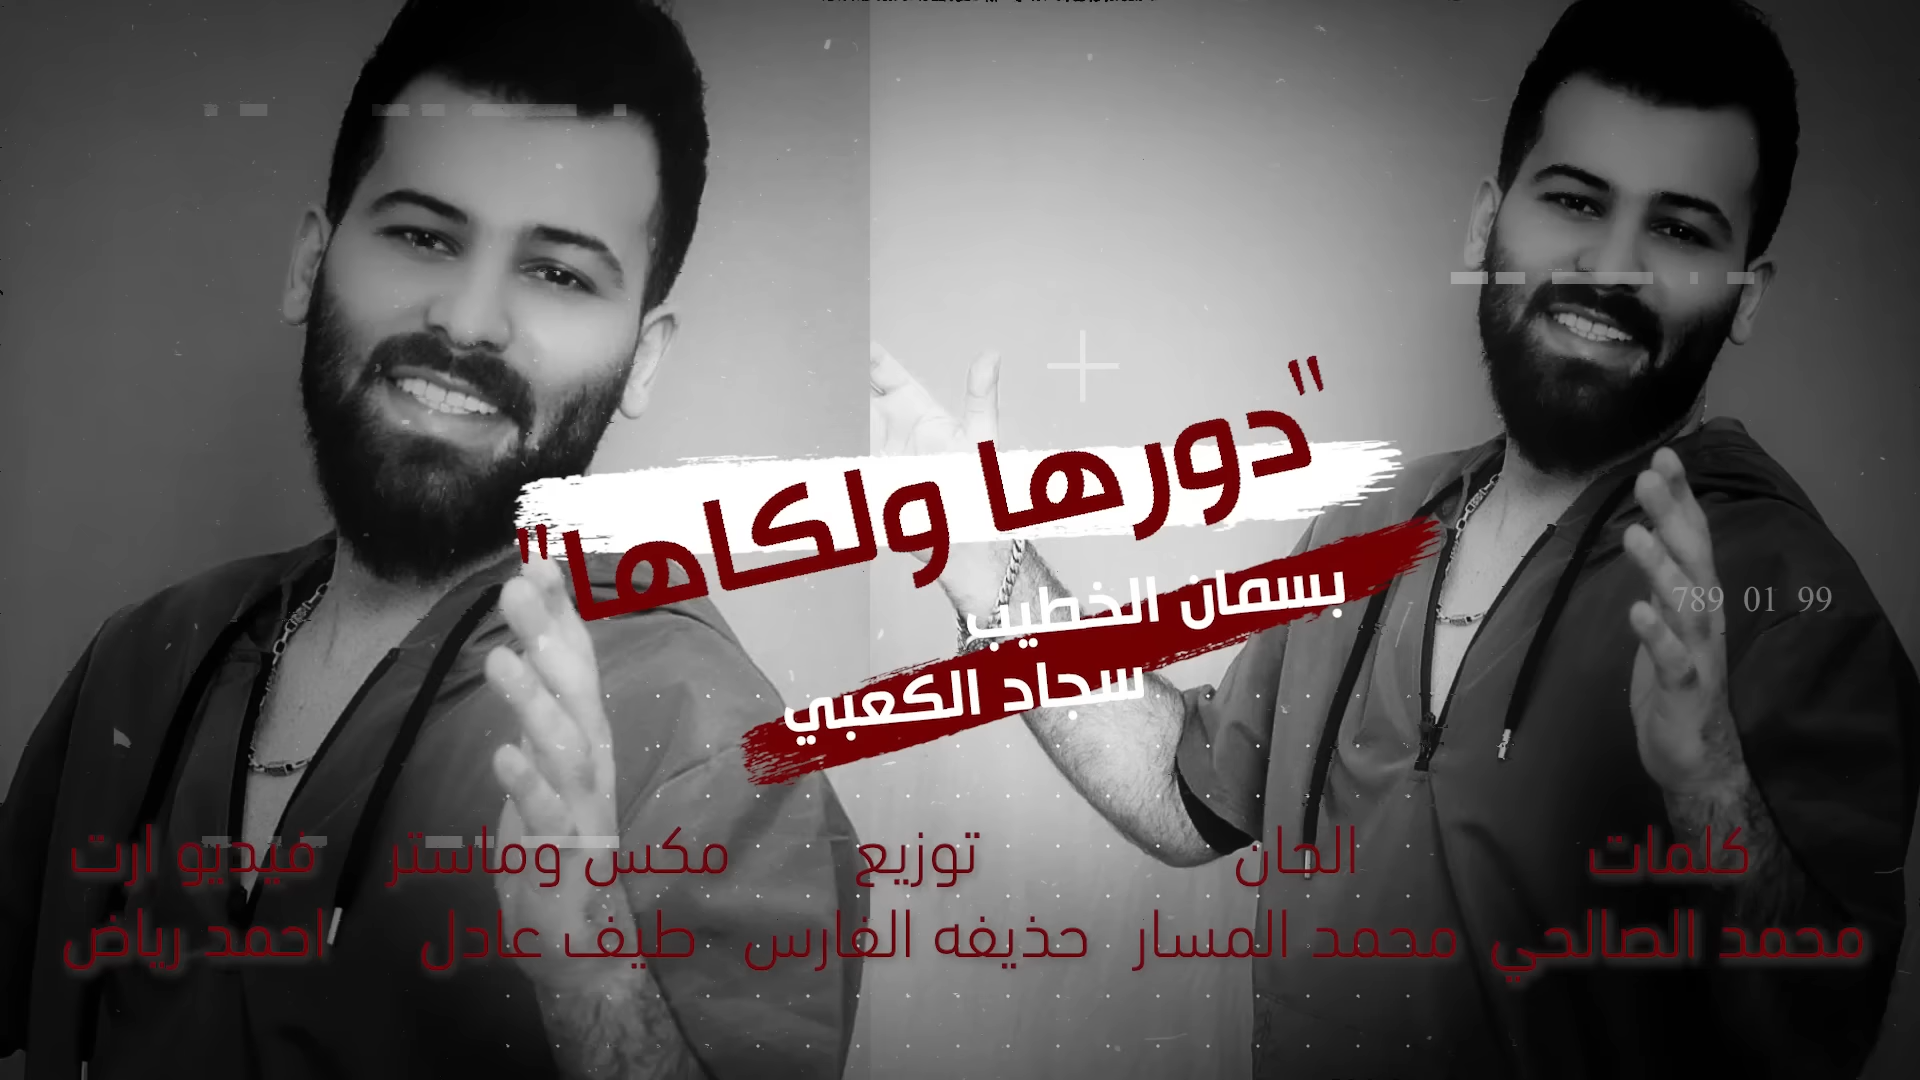 "دورها ولكاها"
بسمان الخطيب
سجاد الكعبي
789 01 99
كلمات
محمد الصالحي
الحان
محمد المسار
توزيع
حذيفه الفارس
مكس وماستر
طيف عادل
فيديو ارت
احمد رياض